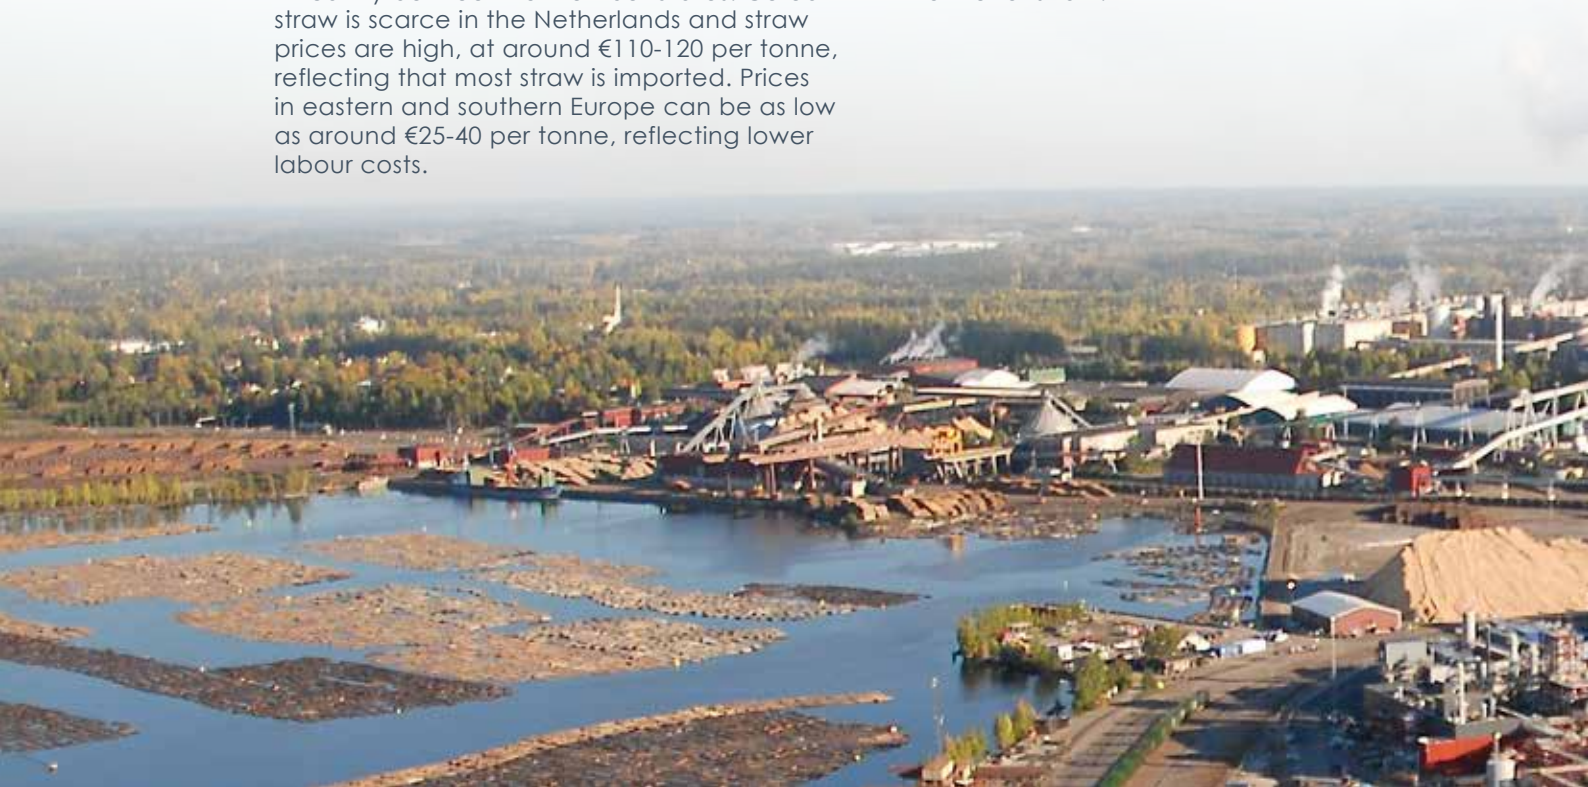 straw is scarce in the Netherlands and straw
prices are high, at around €110-120 per tonne,
reflecting that most straw is imported. Prices
in eastern and southern Europe can be as low
as around €25-40 per tonne, reflecting lower
labour costs.